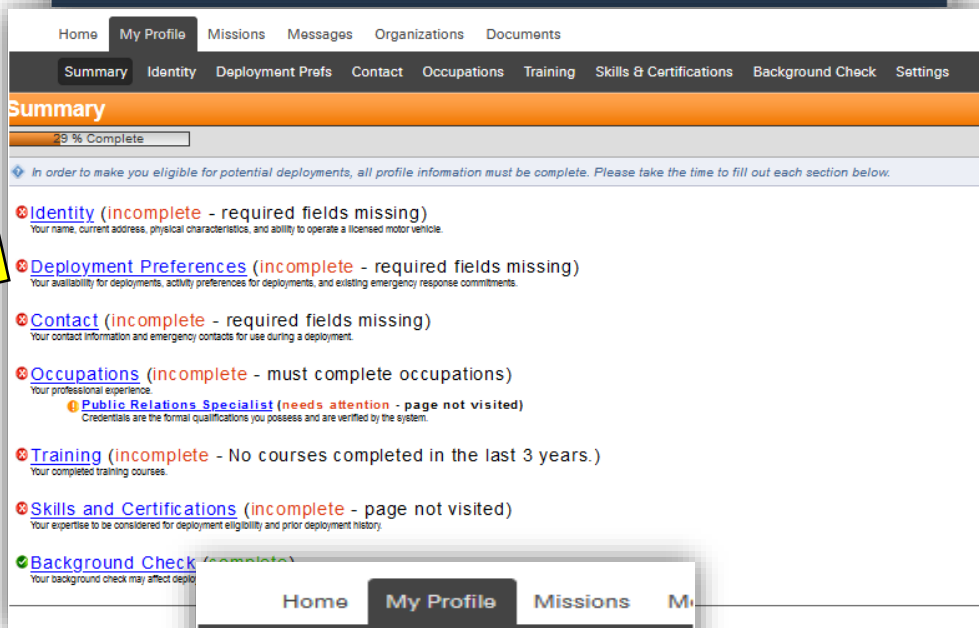 Home My Profile Missions Messages Organizations Documents
Summary Identity Deployment Prefs Contact Occupations Training Skills & Certifications Background Check Settings
Summary
29 % Complete
In order to make you eligible for potential deployments, all profile information must be complete. Please take the time to fill out each section below.
Identity (incomplete - required fields missing)
Your name, current address, physical characteristics, and ability to operate a licensed motor vehicle.
Deployment Preferences (incomplete - required fields missing)
Your availability for deployments, activity preferences for deployments, and existing emergency response commitments.
Contact (incomplete - required fields missing)
Your contact information and emergency contacts for use during a deployment.
Occupations (incomplete - must complete occupations)
Your professional experience.
Public Relations Specialist (needs attention - page not visited)
Credentials are the formal qualifications you possess and are verified by the system.
Training (incomplete - No courses completed in the last 3 years.)
Your completed training courses.
Skills and Certifications (incomplete - page not visited)
Your expertise to be considered for deployment eligibility and prior deployment history.
Background Check (complete)
Your background check may affect deplo
Home My Profile Missions M